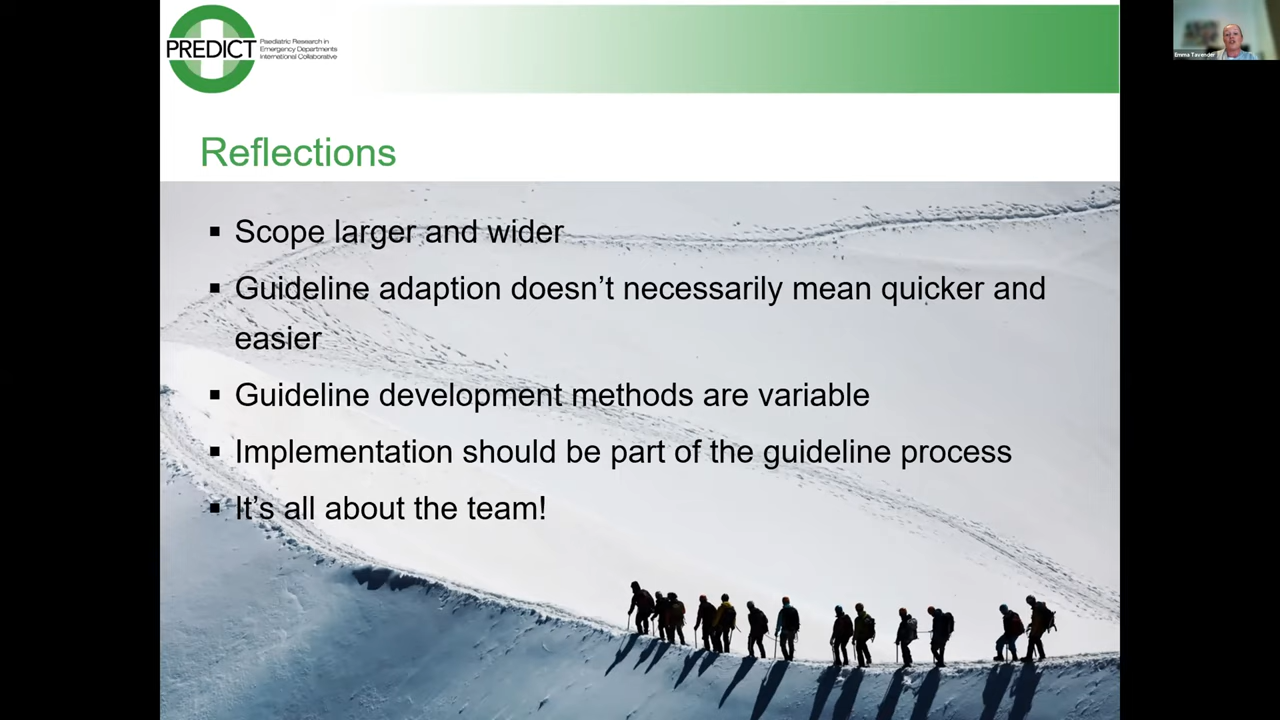 PREDICT
Paediatric Research in
Emergency Departments
International Collaborative
Emma Tavender
Reflections
▪ Scope larger and wider
▪ Guideline adaption doesn’t necessarily mean quicker and
easier
▪ Guideline development methods are variable
▪ Implementation should be part of the guideline process
▪ It’s all about the team!